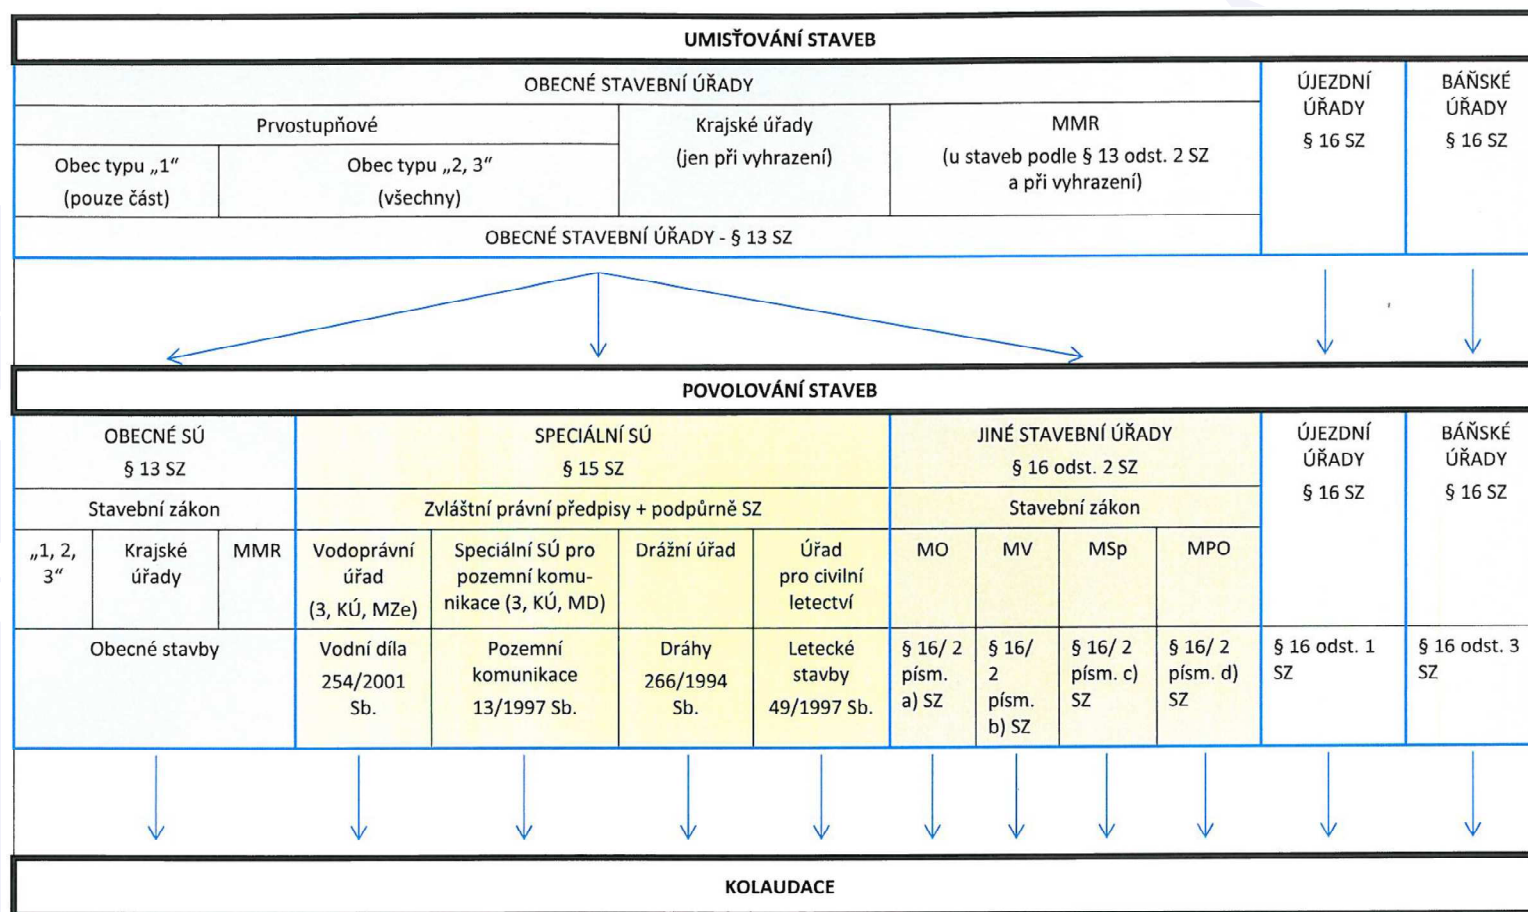 UMISŤOVÁNÍ STAVEB
OBECNÉ STAVEBNÍ ÚŘADY
ÚJEZDNÍ
ÚŘADY
§ 16 SZ
BÁŇSKÉ
ÚŘADY
§ 16 SZ
Prvostupňové
Krajské úřady
(jen při vyhrazení)
MMR
(u staveb podle § 13 odst. 2 SZ
a při vyhrazení)
Obec typu „1“
(pouze část)
Obec typu „2, 3“
(všechny)
OBECNÉ STAVEBNÍ ÚŘADY - § 13 SZ
POVOLOVÁNÍ STAVEB
OBECNÉ SÚ
§ 13 SZ
SPECIÁLNÍ SÚ
§ 15 SZ
JINÉ STAVEBNÍ ÚŘADY
§ 16 odst. 2 SZ
ÚJEZDNÍ
ÚŘADY
§ 16 SZ
BÁŇSKÉ
ÚŘADY
§ 16 SZ
Stavební zákon
Zvláštní právní předpisy + podpůrně SZ
Stavební zákon
„1, 2,
3“
Krajské
úřady
MMR
Vodoprávní
úřad
(3, KÚ, MZe)
Speciální SÚ pro
pozemní komu-
nikace (3, KÚ, MD)
Drážní úřad
Úřad
pro civilní
letectví
MO
MV
MSp
MPO
Obecné stavby
Vodní díla
254/2001
Sb.
Pozemní
komunikace
13/1997 Sb.
Dráhy
266/1994
Sb.
Letecké
stavby
49/1997 Sb.
§ 16/ 2
písm.
a) SZ
§ 16/
2
písm.
b) SZ
§ 16/ 2
písm. c)
SZ
§ 16/ 2
písm. d)
SZ
§ 16 odst. 1
SZ
§ 16 odst. 3
SZ
KOLAUDACE